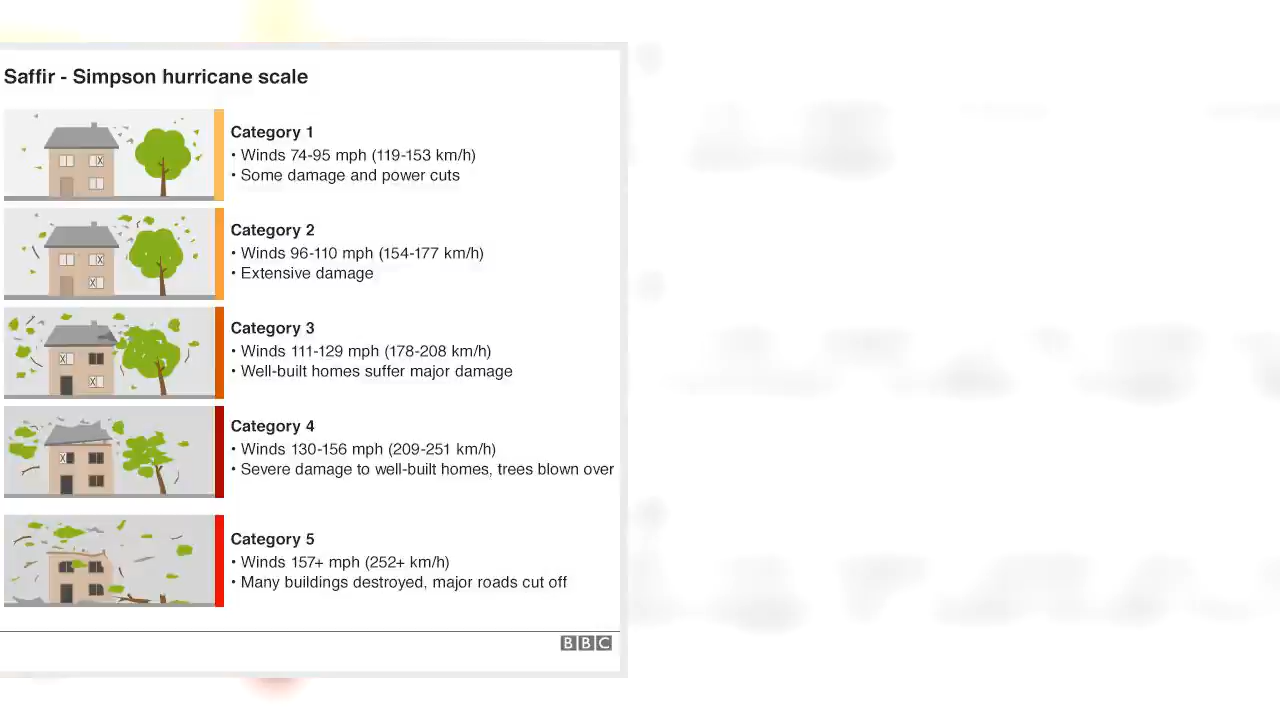 Saffir - Simpson hurricane scale
Category 1
• Winds 74-95 mph (119-153 km/h)
• Some damage and power cuts
Category 2
• Winds 96-110 mph (154-177 km/h)
• Extensive damage
Category 3
• Winds 111-129 mph (178-208 km/h)
• Well-built homes suffer major damage
Category 4
• Winds 130-156 mph (209-251 km/h)
• Severe damage to well-built homes, trees blown over
Category 5
• Winds 157+ mph (252+ km/h)
• Many buildings destroyed, major roads cut off
BBC